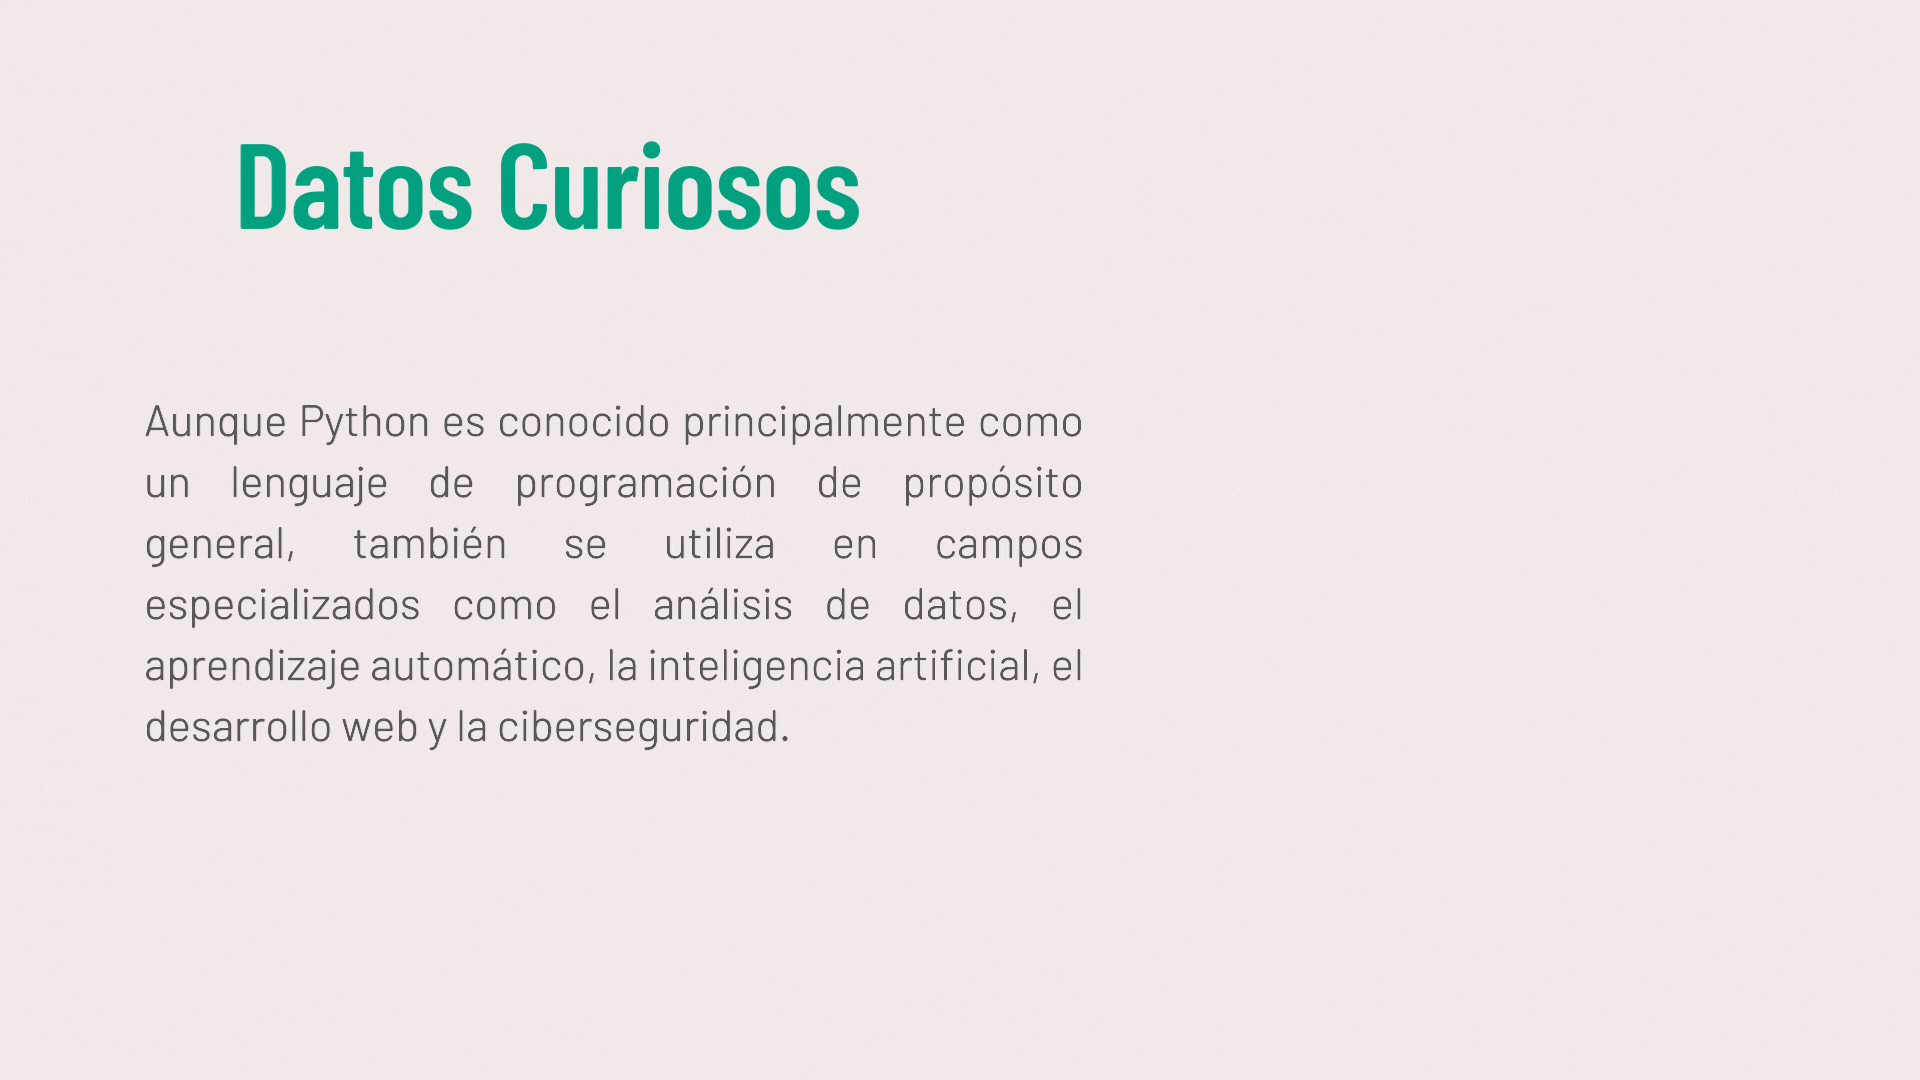 Datos Curiosos
Aunque Python es conocido principalmente como
un lenguaje de programación de propósito
general, también se utiliza en campos
especializados como el análisis de datos, el
aprendizaje automático, la inteligencia artificial, el
desarrollo web y la ciberseguridad.